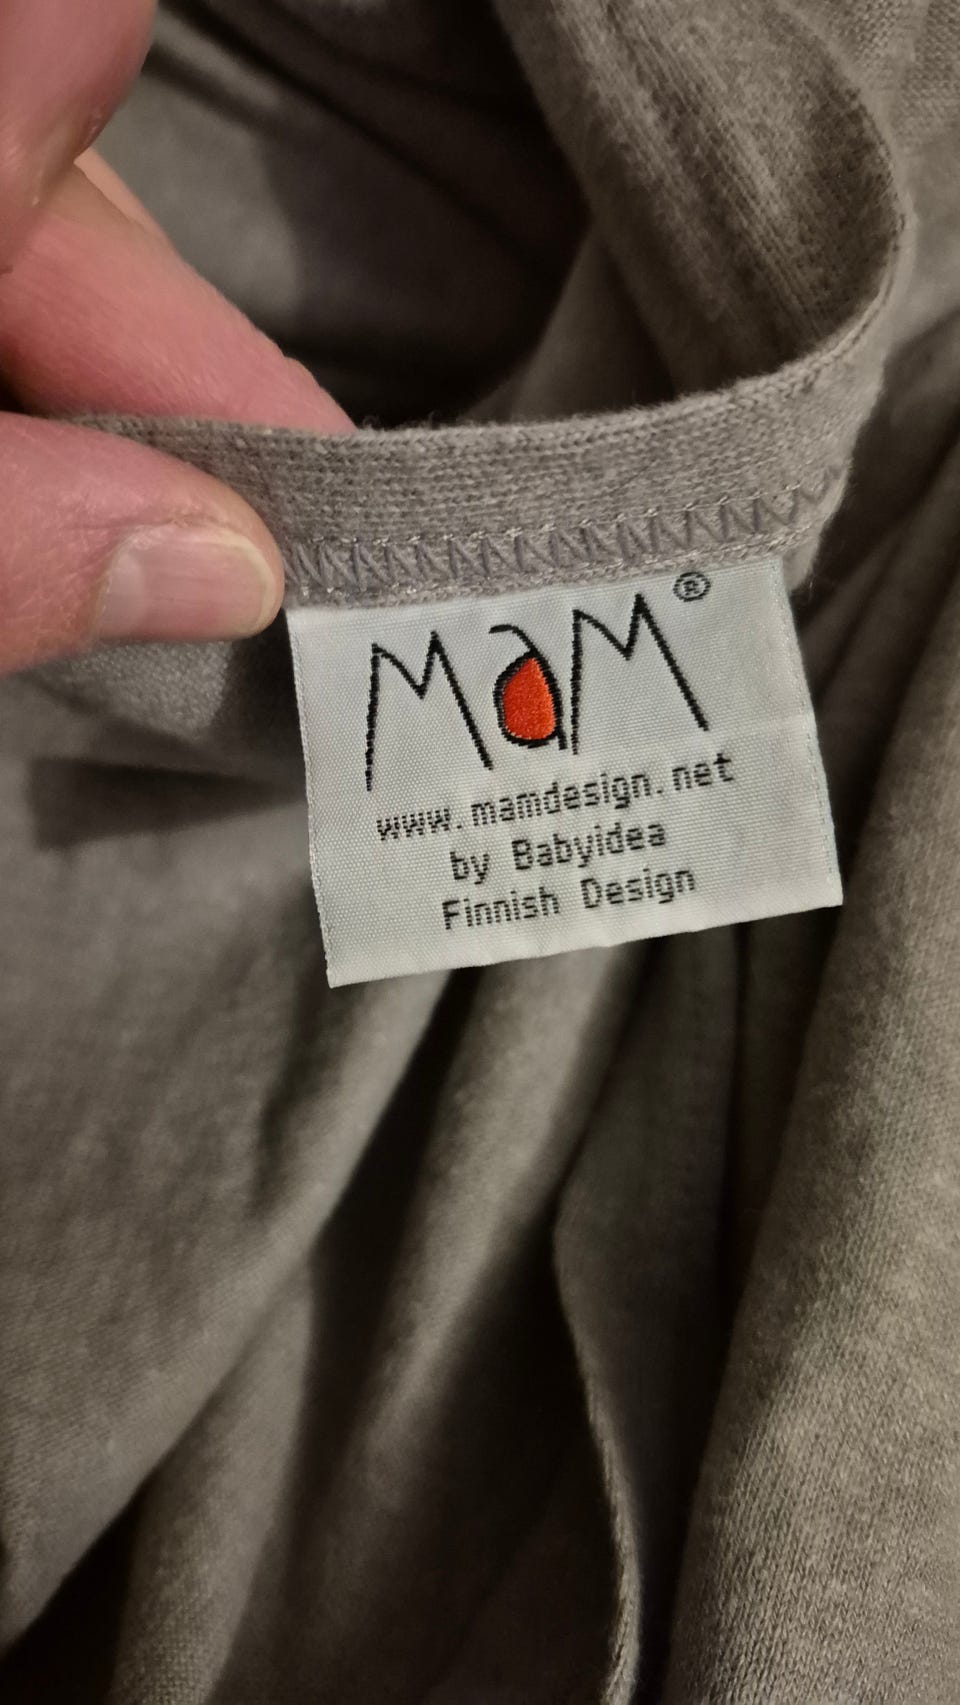 MaM®
www.mamdesign.net
by Babyidea
Finnish Design